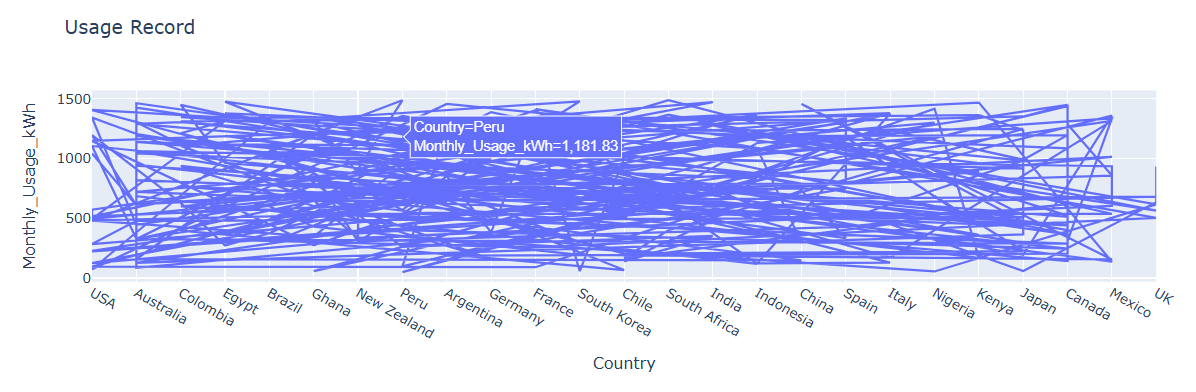 Usage Record
Monthly_Usage_kWh
1500
1000
500
0
Country=Peru
Monthly_Usage_kWh=1,181.83
USA
Australia
Colombia
Egypt
Brazil
Ghana
New Zealand
Peru
Argentina
Germany
France
South Korea
Chile
South Africa
India
Indonesia
China
Spain
Italy
Nigeria
Kenya
Japan
Canada
Mexico
UK
Country